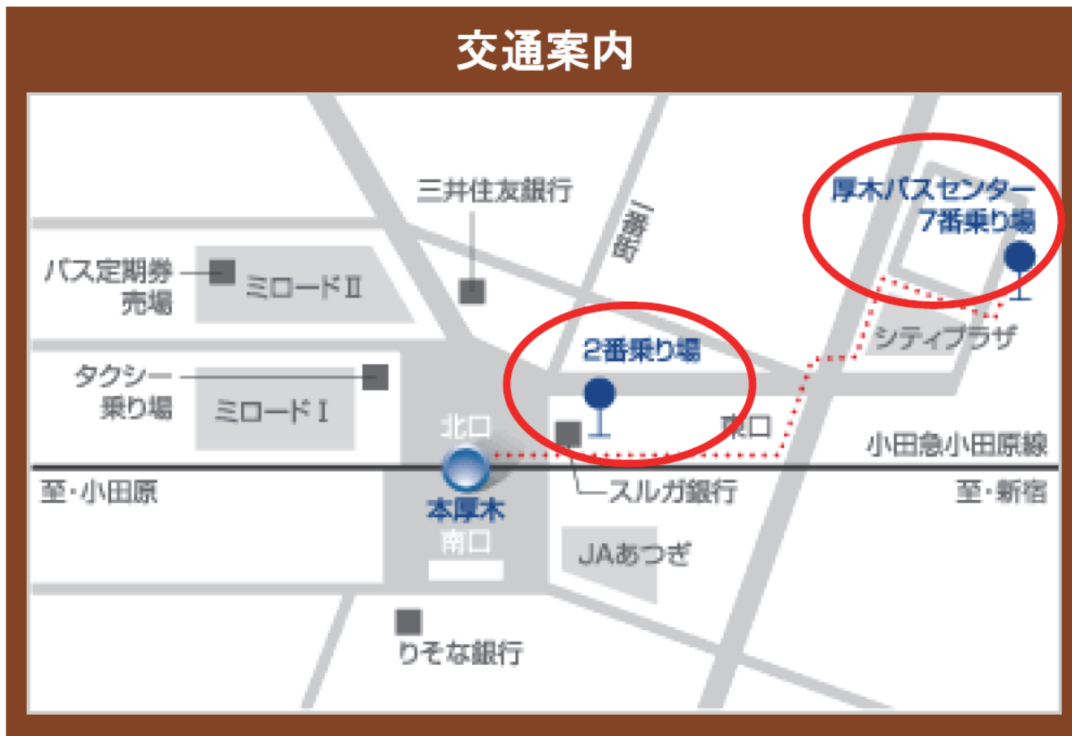 交通案内
三井住友銀行
一番街
厚木バスセンター
7番乗り場
バス定期券
売場
ミロードⅡ
シティプラザ
2番乗り場
タクシー
乗り場
ミロードⅠ
北口
東口
小田急小田原線
至・小田原
本厚木
スルガ銀行
至・新宿
南口
JAあつぎ
りそな銀行